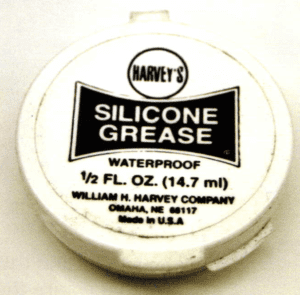 HARVEY'S
SILICONE
GREASE
WATERPROOF
1/2 FL. OZ. (14.7 ml)
WILLIAM H. HARVEY COMPANY
OMAHA, NE 68117
Made in U.S.A